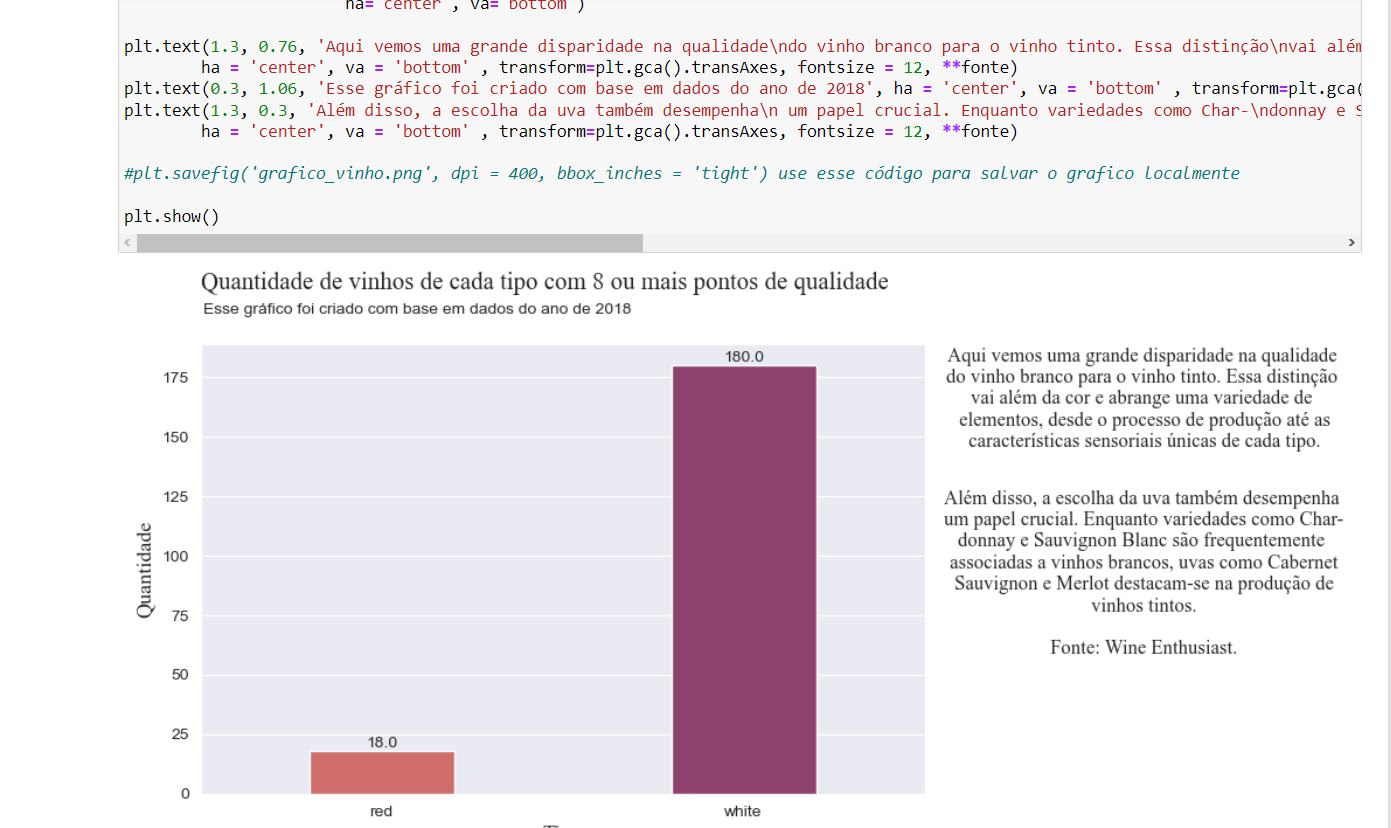 ha= center , va= bottom )
plt.text(1.3, 0.76, 'Aqui vemos uma grande disparidade na qualidade\ndo vinho branco para o vinho tinto. Essa distinção\nvai além
ha = 'center', va = 'bottom' , transform=plt.gca().transAxes, fontsize = 12, **fonte)
plt.text(0.3, 1.06, 'Esse gráfico foi criado com base em dados do ano de 2018', ha = 'center', va = 'bottom' , transform=plt.gca(
plt.text(1.3, 0.3, 'Além disso, a escolha da uva também desempenha\n um papel crucial. Enquanto variedades como Char-\ndonnay e S
ha = 'center', va = 'bottom' , transform=plt.gca().transAxes, fontsize = 12, **fonte)
#plt.savefig('grafico_vinho.png', dpi = 400, bbox_inches = 'tight') use esse código para salvar o grafico localmente
plt.show()
Quantidade de vinhos de cada tipo com 8 ou mais pontos de qualidade
Esse gráfico foi criado com base em dados do ano de 2018
Quantidade
175
150
125
100
75
50
25
0
180.0
18.0
red
white
Aqui vemos uma grande disparidade na qualidade
do vinho branco para o vinho tinto. Essa distinção
vai além da cor e abrange uma variedade de
elementos, desde o processo de produção até as
características sensoriais únicas de cada tipo.
Além disso, a escolha da uva também desempenha
um papel crucial. Enquanto variedades como Char-
donnay e Sauvignon Blanc são frequentemente
associadas a vinhos brancos, uvas como Cabernet
Sauvignon e Merlot destacam-se na produção de
vinhos tintos.
Fonte: Wine Enthusiast.